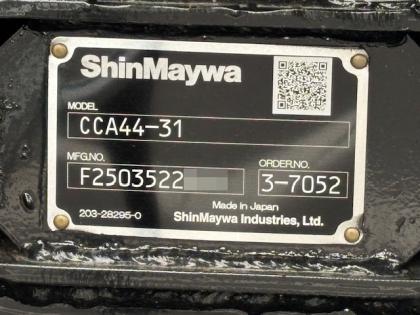 ShinMaywa
MODEL
CCA44-31
MFG.NO. ORDER.NO.
F2503522 3-7052
Made in Japan
203-28295-0 ShinMaywa Industries, Ltd.